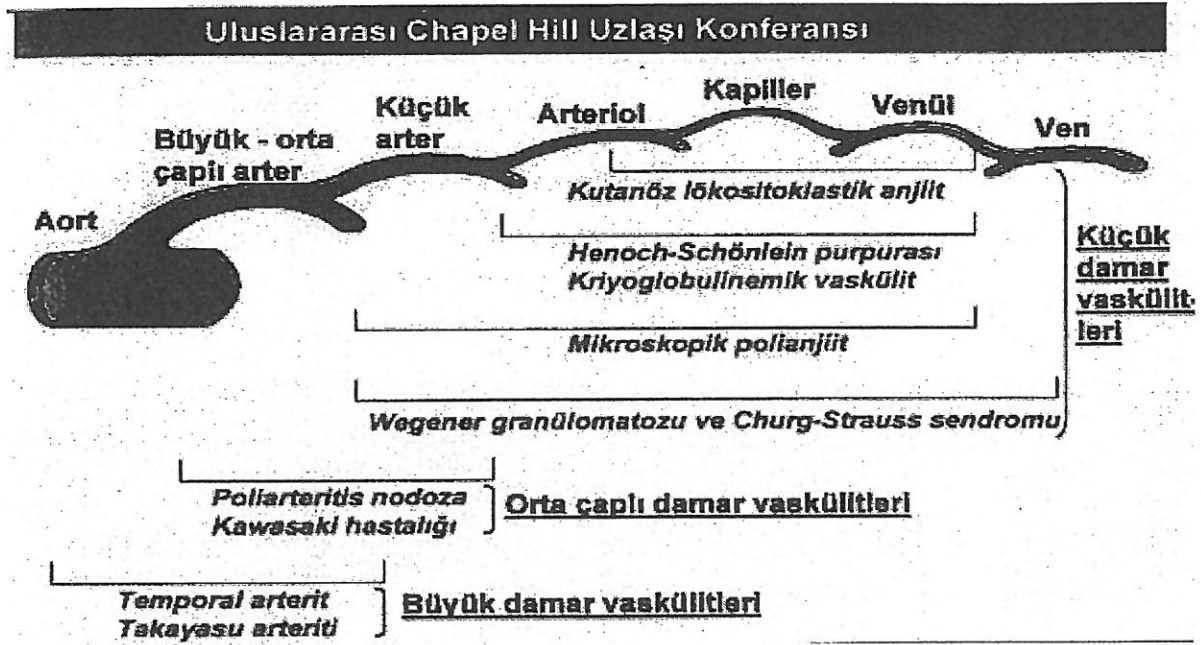 Uluslararası Chapel Hill Uzlaşı Konferansı
Aort
Büyük - orta
çaplı arter
Küçük
arter
Arteriol
Kapiller
Venül
Ven
Kutanöz lökositoklastik anjiit
Henoch-Schönlein purpurası
Kriyoglobulinemik vaskülit
Mikroskopik polianjiit
Wegener granülomatozu ve Churg-Strauss sendromu
Küçük
damar
vaskülit-
leri
Poliarteritis nodoza
Kawasaki hastalığı
Orta çaplı damar vaskülitleri
Temporal arterit
Takayasu arteriti
Büyük damar vaskülitleri